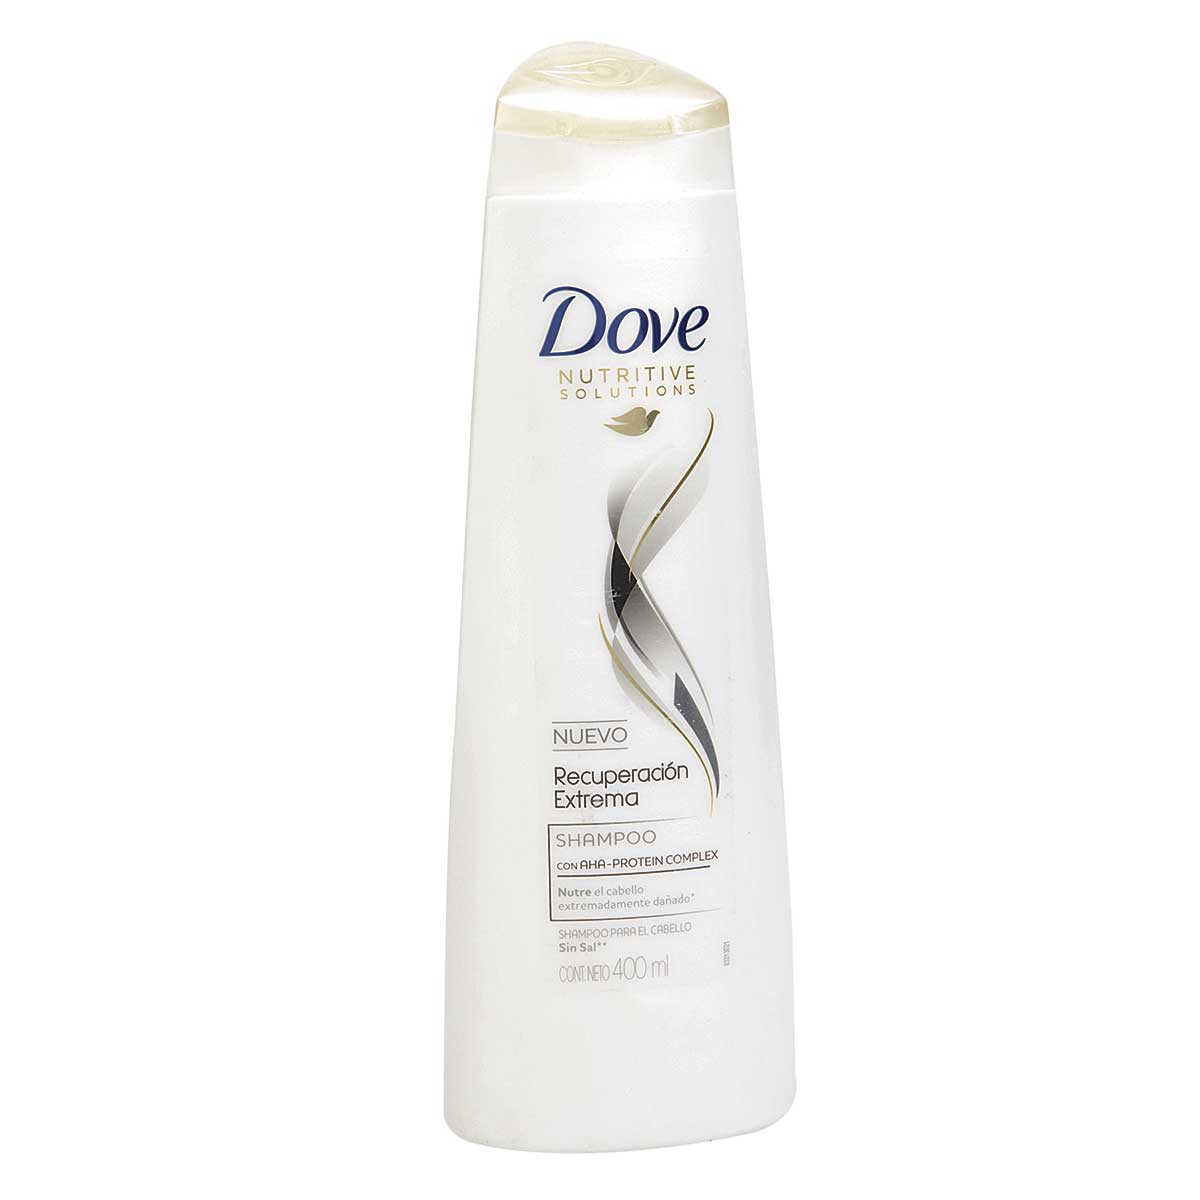 Dove
NUTRITIVE
SOLUTIONS
NUEVO
Recuperación
Extrema
SHAMPOO
CON AHA-PROTEIN COMPLEX
Nutre el cabello
extremadamente dañado*
SHAMPOO PARA EL CABELLO
Sin Sal**
CONT. NETO 400 ml